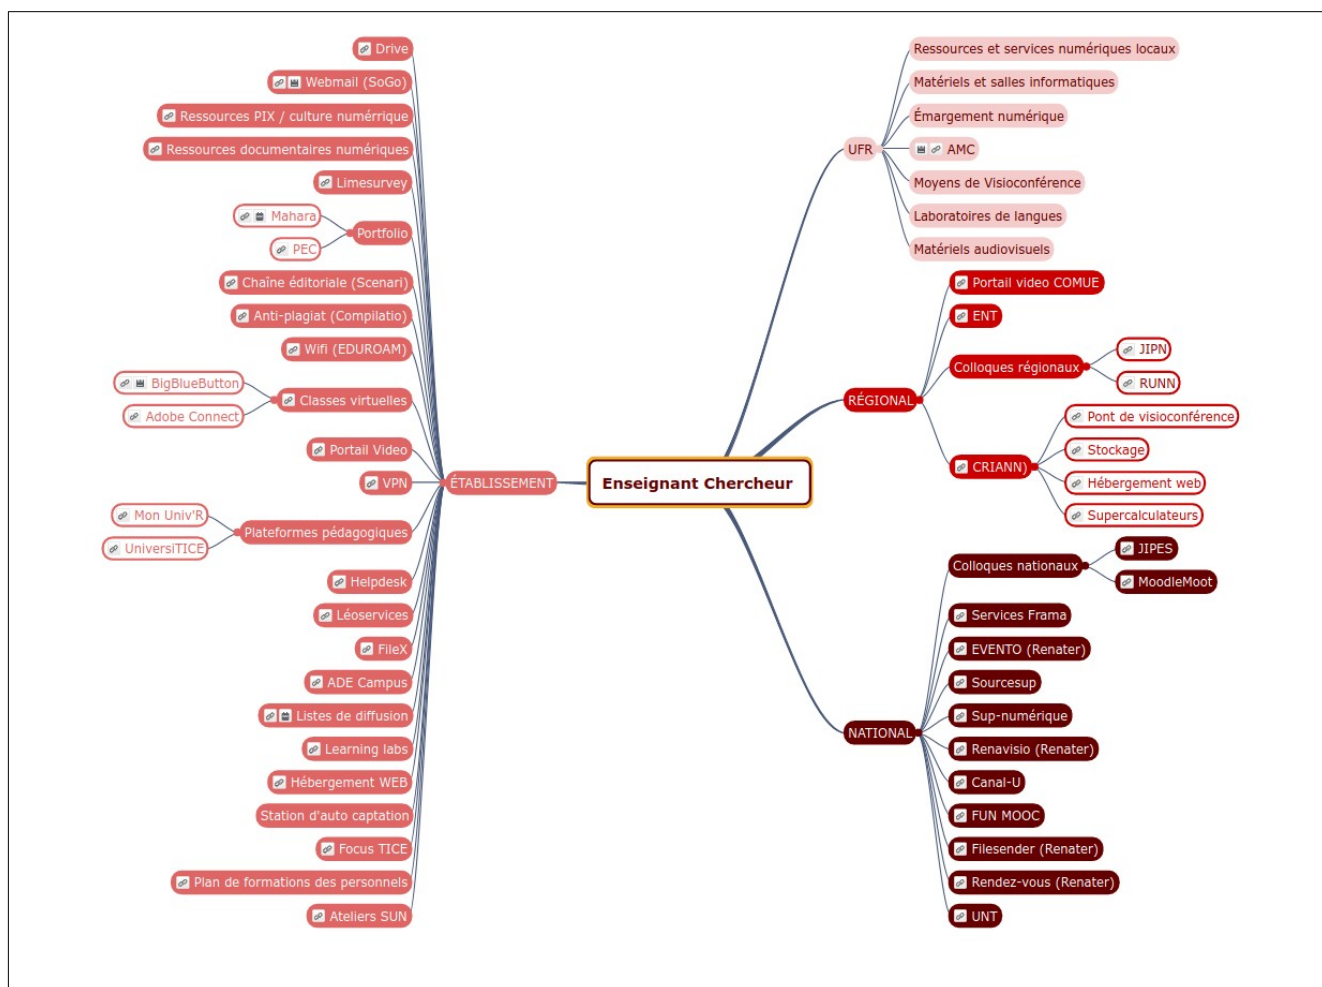 Enseignant Chercheur
ÉTABLISSEMENT
Drive
Webmail (SoGo)
Ressources PIX / culture numérrique
Ressources documentaires numériques
Limesurvey
Portfolio
Mahara
PEC
Chaîne éditoriale (Scenari)
Anti-plagiat (Compilatio)
Wifi (EDUROAM)
Classes virtuelles
BigBlueButton
Adobe Connect
Portail Video
VPN
Plateformes pédagogiques
Mon Univ'R
UniversiTICE
Helpdesk
Léoservices
FileX
ADE Campus
Listes de diffusion
Learning labs
Hébergement WEB
Station d'auto captation
Focus TICE
Plan de formations des personnels
Ateliers SUN
UFR
Ressources et services numériques locaux
Matériels et salles informatiques
Émargement numérique
AMC
Moyens de Visioconférence
Laboratoires de langues
Matériels audiovisuels
RÉGIONAL
Portail video COMUE
ENT
Colloques régionaux
JIPN
RUNN
CRIANN)
Pont de visioconférence
Stockage
Hébergement web
Supercalculateurs
NATIONAL
Colloques nationaux
JIPES
MoodleMoot
Services Frama
EVENTO (Renater)
Sourcesup
Sup-numérique
Renavisio (Renater)
Canal-U
FUN MOOC
Filesender (Renater)
Rendez-vous (Renater)
UNT